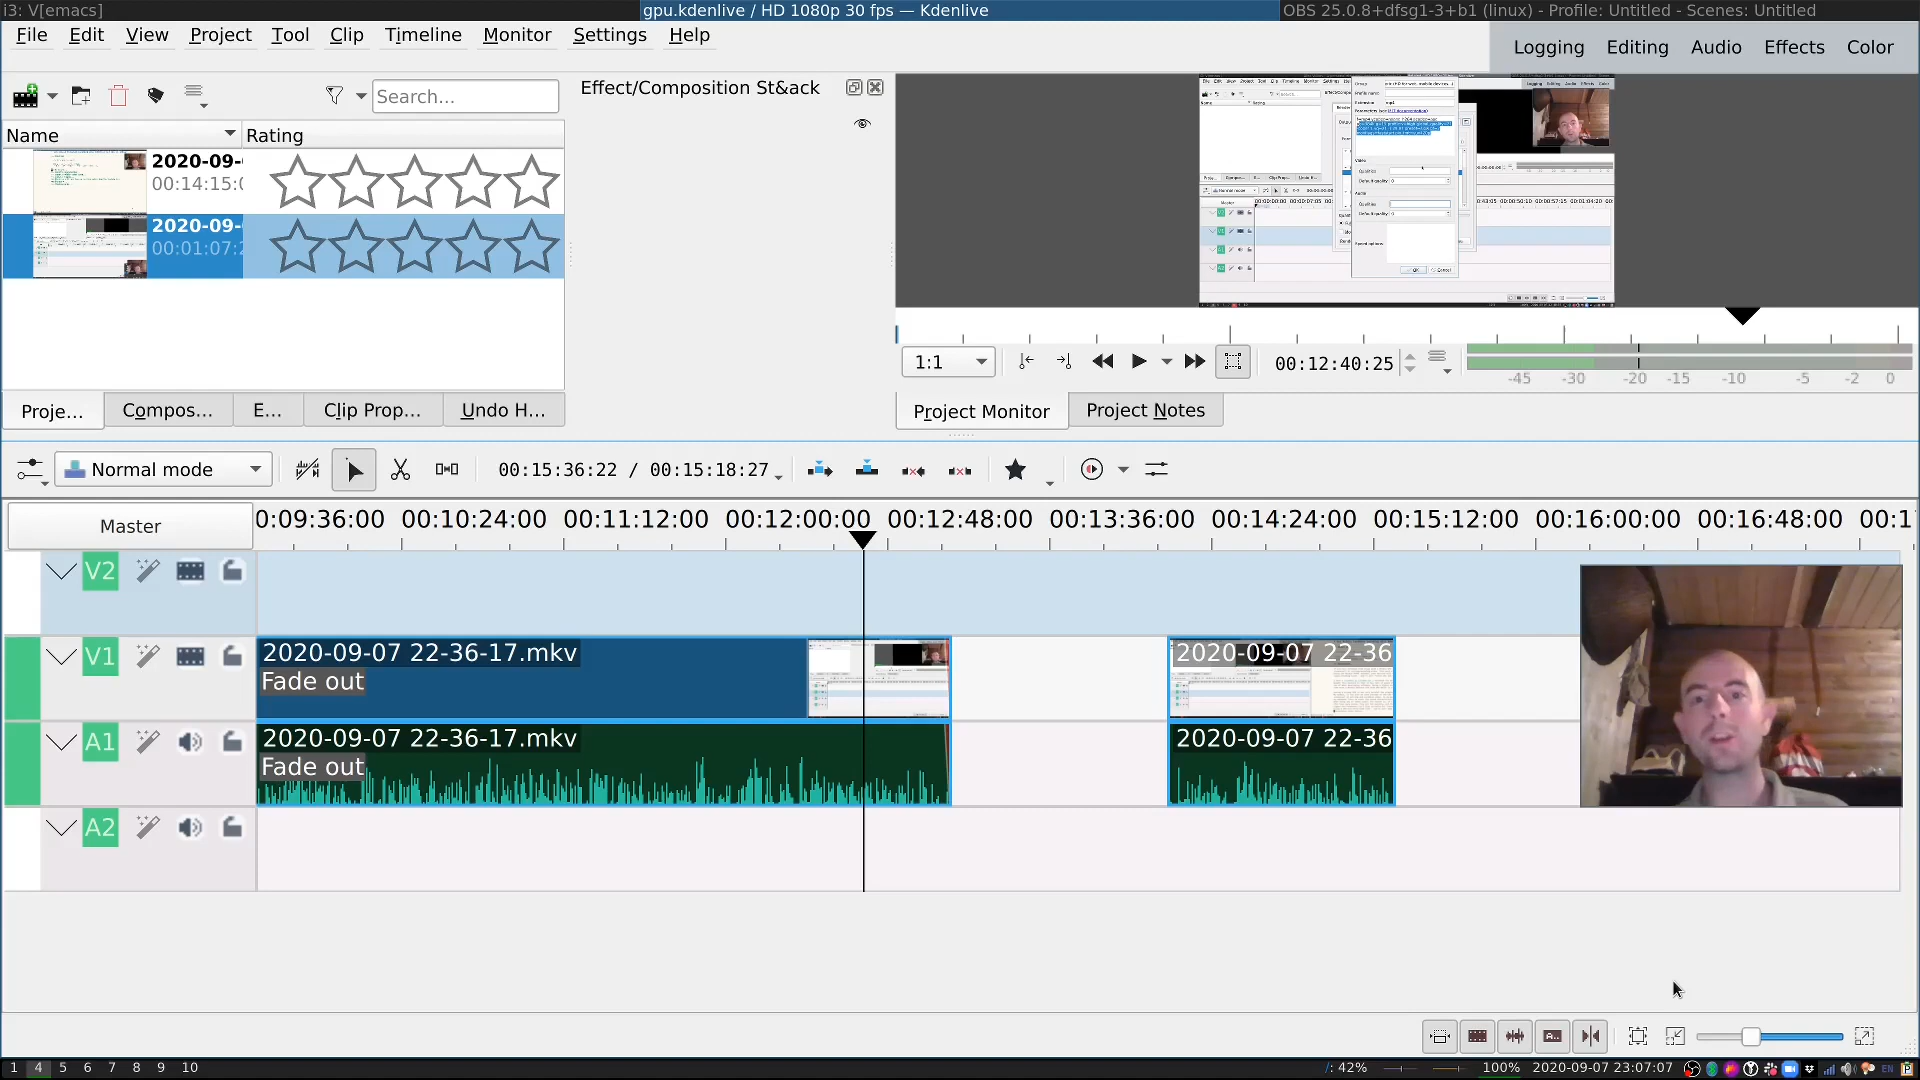 i3: V[emacs]
gpu.kdenlive / HD 1080p 30 fps — Kdenlive
OBS 25.0.8+dfsg1-3+b1 (linux) - Profile: Untitled - Scenes: Untitled
File Edit View Project Tool Clip Timeline Monitor Settings Help
Logging Editing Audio Effects Color
Search...
Effect/Composition St&ack
Name Rating
2020-09-
00:14:15:0
2020-09-
00:01:07:2
1:1
00:12:40:25
-45 -30 -20 -15 -10 -5 -2 0
Proje... Compos... E... Clip Prop... Undo H...
Project Monitor Project Notes
Normal mode
00:15:36:22 / 00:15:18:27
Master
0:09:36:00 00:10:24:00 00:11:12:00 00:12:00:00 00:12:48:00 00:13:36:00 00:14:24:00 00:15:12:00 00:16:00:00 00:16:48:00 00:1
V2
V1
2020-09-07 22-36-17.mkv
Fade out
2020-09-07 22-36
A1
2020-09-07 22-36-17.mkv
Fade out
2020-09-07 22-36
A2
1 4 5 6 7 8 9 10
/: 42%
100%
2020-09-07 23:07:07
EN